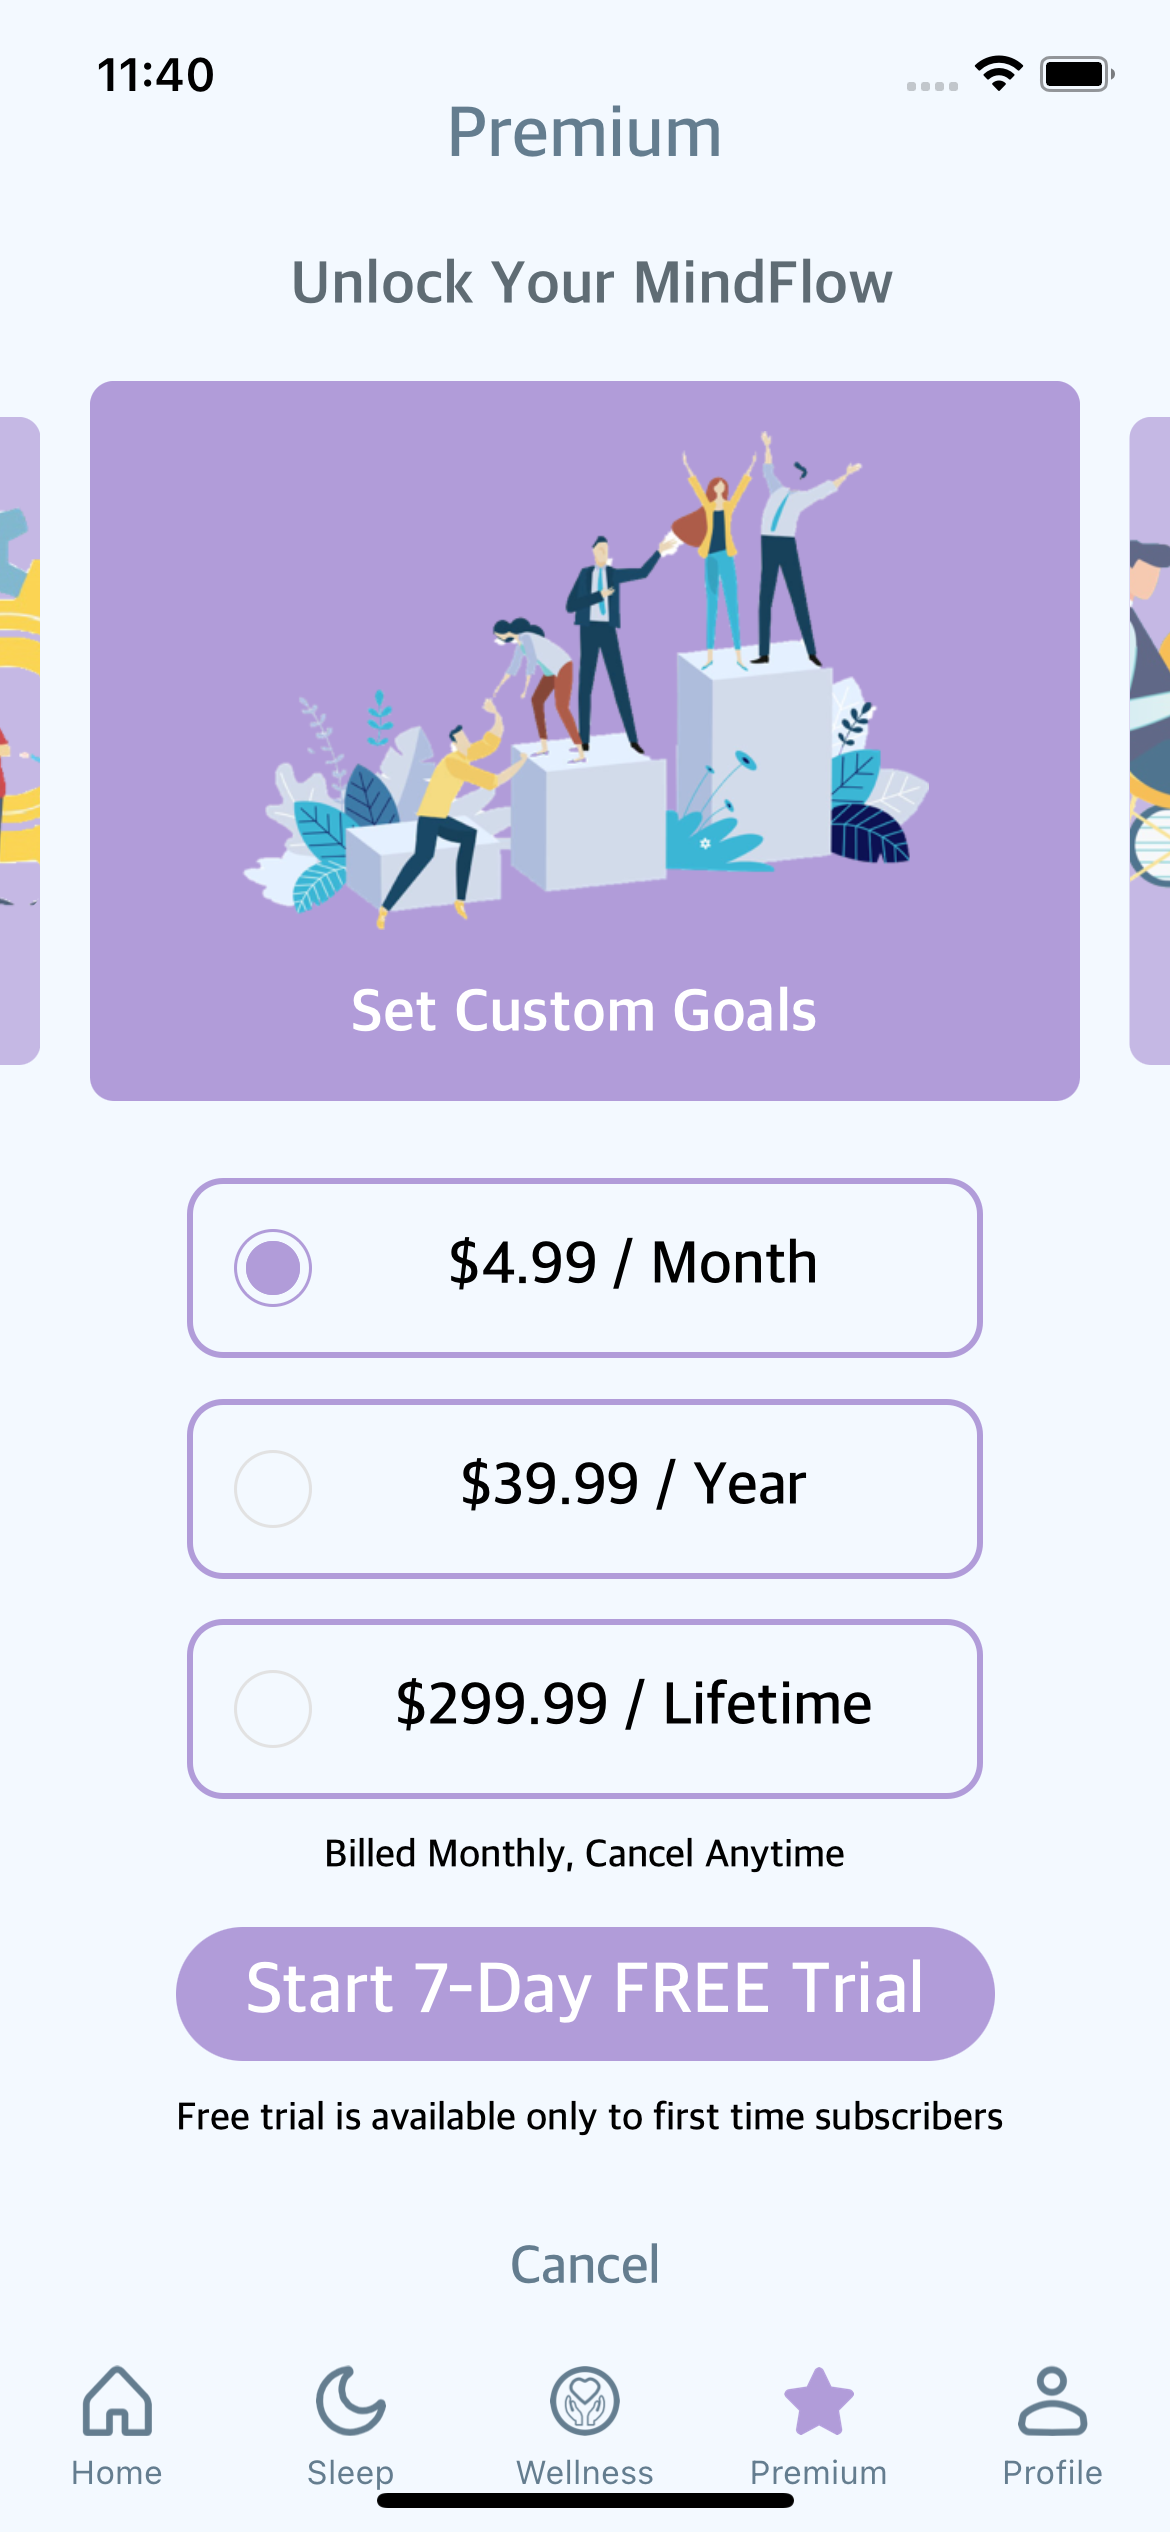 11:40
Premium
Unlock Your MindFlow
Set Custom Goals
$4.99 / Month
$39.99 / Year
$299.99 / Lifetime
Billed Monthly, Cancel Anytime
Start 7-Day FREE Trial
Free trial is available only to first time subscribers
Cancel
Home Sleep Wellness Premium Profile